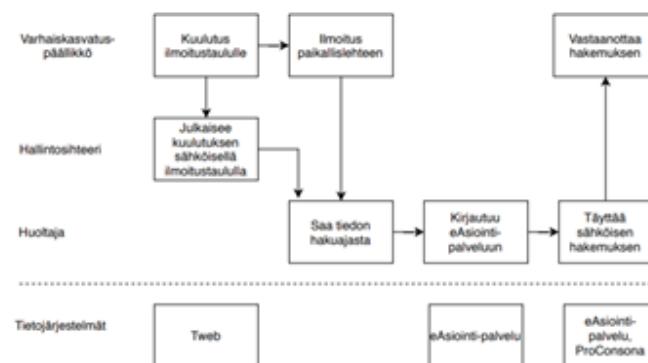 Varhaiskasvatus-
päällikkö
Kuulutus
ilmoitustaululle
Ilmoitus
paikallislehteen
Vastaanottaa
hakemuksen
Hallintosihteeri
Julkaisee
kuulutuksen
sähköisellä
ilmoitustaululla
Huoltaja
Saa tiedon
hakuajasta
Kirjautuu
eAsiointi-
palveluun
Täyttää
sähköisen
hakemuksen
Tietojärjestelmät
Tweb
eAsiointi-palvelu
eAsiointi-
palvelu,
ProConsona